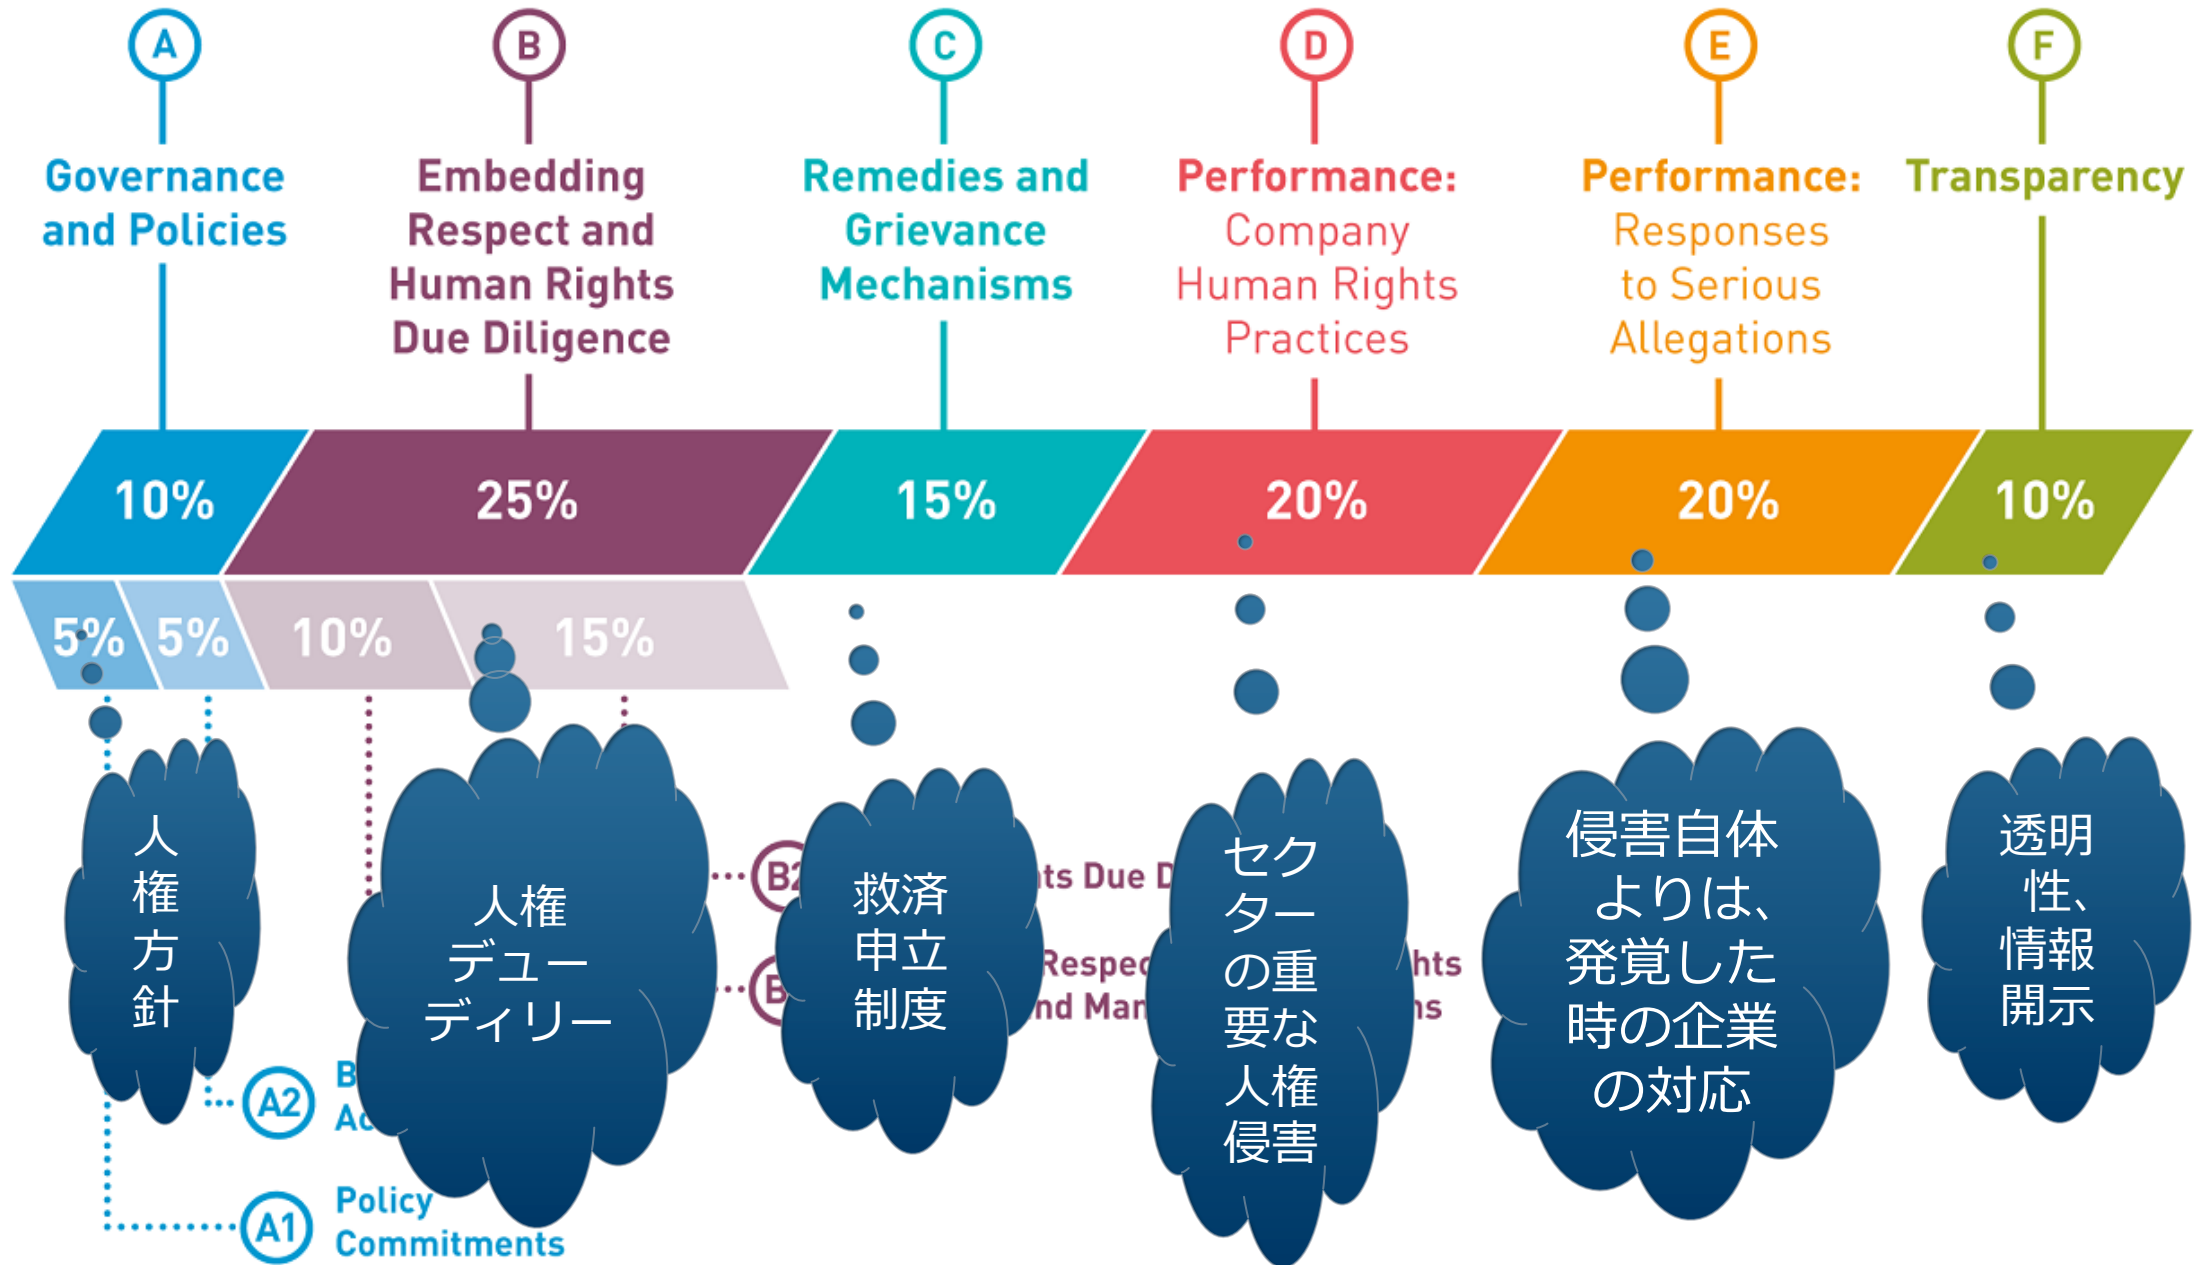 A
B
C
D
E
F
Governance
and Policies
Embedding
Respect and
Human Rights
Due Diligence
Remedies and
Grievance
Mechanisms
Performance:
Company
Human Rights
Practices
Performance:
Responses
to Serious
Allegations
Transparency
10%
25%
15%
20%
20%
10%
5%
5%
10%
15%
人
権
方
針
人権
デュー
ディリー
救済
申立
制度
セク
ター
の重
要な
人権
侵害
侵害自体
よりは、
発覚した
時の企業
の対応
透明
性、
情報
開示
B2
Due
A2
A1
Policy
Commitments